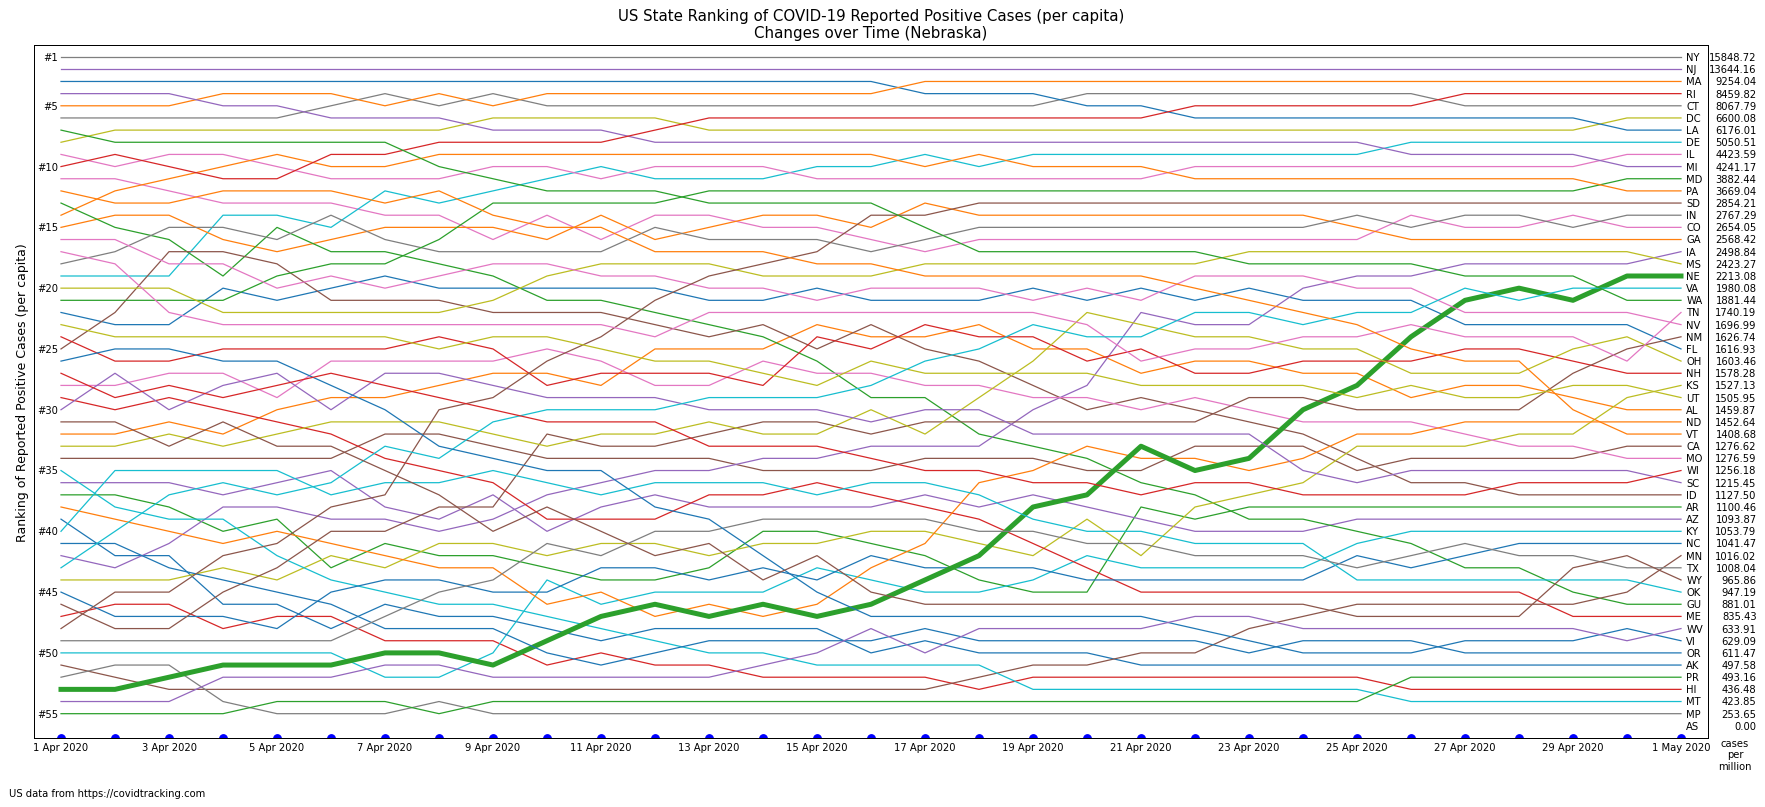 US State Ranking of COVID-19 Reported Positive Cases (per capita)
Changes over Time (Nebraska)
Ranking of Reported Positive Cases (per capita)
#1
#5
#10
#15
#20
#25
#30
#35
#40
#45
#50
#55
NY 15848.72
NJ 13644.16
MA 9254.04
RI 8459.82
CT 8067.79
DC 6600.08
LA 6176.01
DE 5050.51
IL 4423.59
MI 4241.17
MD 3882.44
PA 3669.04
SD 2854.21
IN 2767.29
CO 2654.05
GA 2568.42
IA 2498.84
MS 2423.27
NE 2213.08
VA 1980.08
WA 1881.44
TN 1740.19
NV 1696.99
NM 1626.74
FL 1616.93
OH 1603.46
NH 1578.28
KS 1527.13
UT 1505.95
AL 1459.87
ND 1452.64
VT 1408.68
CA 1276.62
MO 1276.59
WI 1256.18
SC 1215.45
ID 1127.50
AR 1100.46
AZ 1093.87
KY 1053.79
NC 1041.47
MN 1016.02
TX 1008.04
WY 965.86
OK 947.19
GU 881.01
ME 835.43
WV 633.91
VI 629.09
OR 611.47
AK 497.58
PR 493.16
HI 436.48
MT 423.85
MP 253.65
AS 0.00
1 Apr 2020 3 Apr 2020 5 Apr 2020 7 Apr 2020 9 Apr 2020 11 Apr 2020 13 Apr 2020 15 Apr 2020 17 Apr 2020 19 Apr 2020 21 Apr 2020 23 Apr 2020 25 Apr 2020 27 Apr 2020 29 Apr 2020 1 May 2020
cases
per
million
US data from https://covidtracking.com